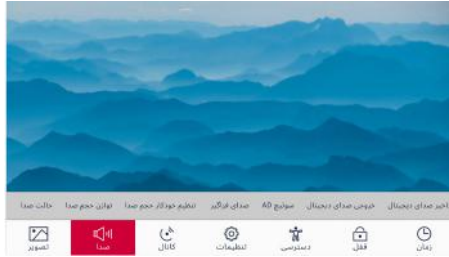 اخیر صدای دیجیتال خروجی صدای دیجیتال سوئیچ AD صدای فراگیر تنظیم خودکار حجم صدا توازن حجم صدا حالت صدا
زمان قفل دسترسی تنظیمات کانال صدا تصویر